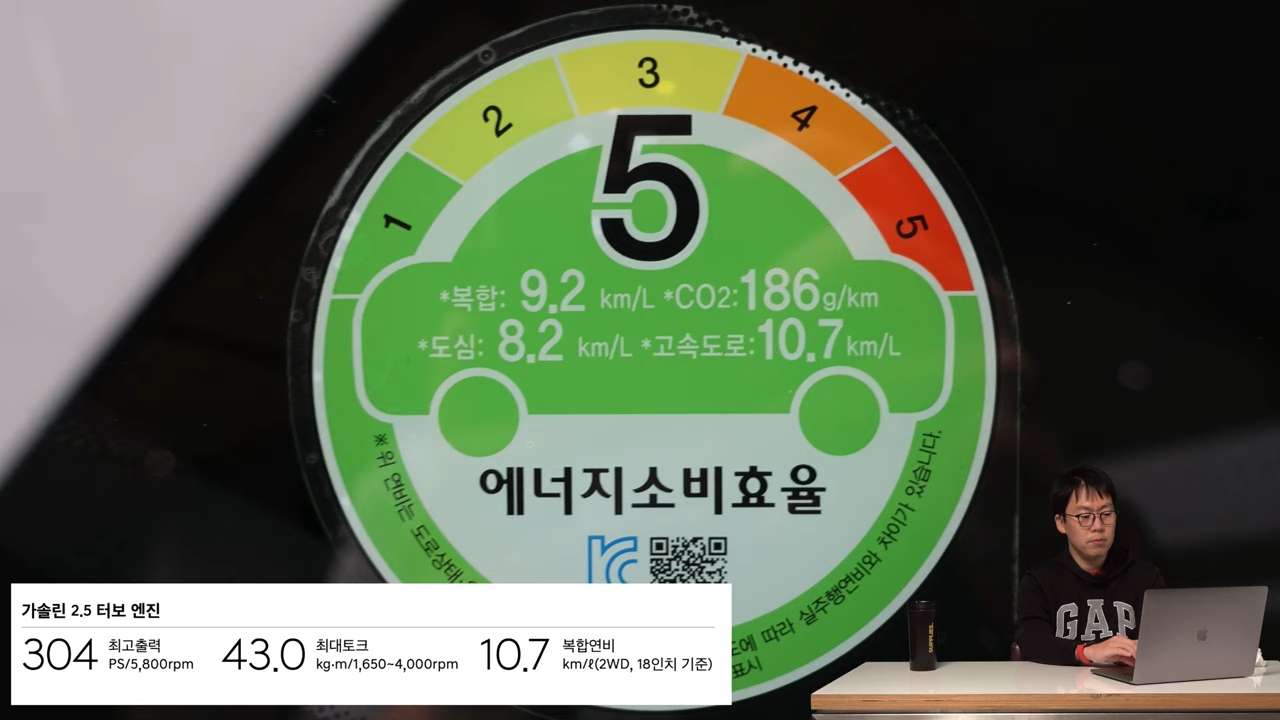 1
2
3
4
5
5
*복합: 9.2 km/L *CO2:186g/km
*도심: 8.2 km/L *고속도로:10.7km/L
에너지소비효율
※ 위 연비는 도로상태
도에 따라 실주행연비와 차이가 있습니다.
표시
가솔린 2.5 터보 엔진
304 최고출력
PS/5,800rpm
43.0 최대토크
kg·m/1,650~4,000rpm
10.7 복합연비
km/ℓ(2WD, 18인치 기준)
SUPPLIES.
GAP